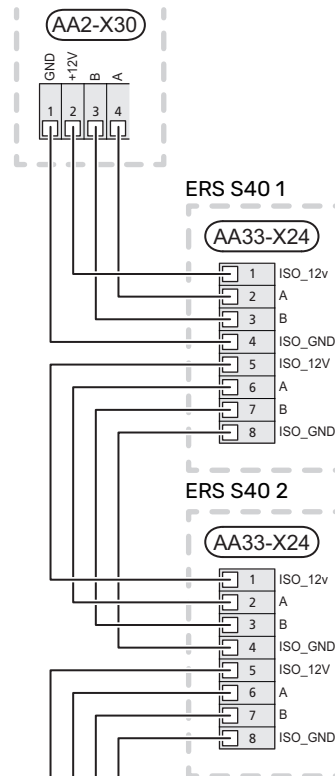 AA2-X30
GND
+12V
B
A
1 2 3 4
ERS S40 1
AA33-X24
1 ISO_12v
2 A
3 B
4 ISO_GND
5 ISO_12V
6 A
7 B
8 ISO_GND
ERS S40 2
AA33-X24
1 ISO_12v
2 A
3 B
4 ISO_GND
5 ISO_12V
6 A
7 B
8 ISO_GND